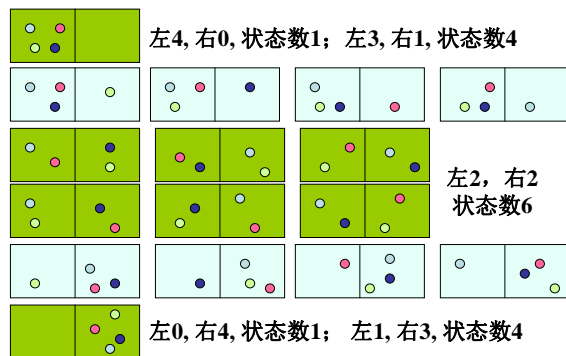 左4, 右0, 状态数1；左3, 右1, 状态数4
左2，右2
状态数6
左0, 右4, 状态数1； 左1, 右3, 状态数4